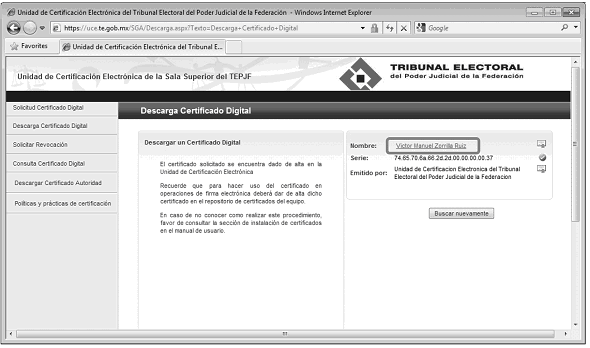 Unidad de Certificación Electrónica del Tribunal Electoral del Poder Judicial de la Federación - Windows Internet Explorer
https://uce.te.gob.mx/SGA/Descarga.aspx?Texto=Descarga+Certificado+Digital
Google
Favorites
Unidad de Certificación Electrónica del Tribunal E...
Unidad de Certificación Electrónica de la Sala Superior del TEPJF
TRIBUNAL ELECTORAL
del Poder Judicial de la Federación
Solicitud Certificado Digital
Descarga Certificado Digital
Solicitar Revocación
Consulta Certificado Digital
Descargar Certificado Autoridad
Políticas y prácticas de certificación
Descarga Certificado Digital
Descargar un Certificado Digital
El certificado solicitado se encuentra dado de alta en la
Unidad de Certificación Electrónica
Recuerde que para hacer uso del certificado en
operaciones de firma electrónica deberá dar de alta dicho
certificado en el repositorio de certificados del equipo.
En caso de no conocer como realizar este procedimiento,
favor de consultar la sección de instalación de certificados
en el manual de usuario.
Nombre: Victor Manuel Zorrilla Ruiz
Serie: 74.65.70.6a.66.2d.2d.00.00.00.00.37
Emitido por: Unidad de Certificacion Electronica del Tribunal
Electoral del Poder Judicial de la Federacion
Buscar nuevamente